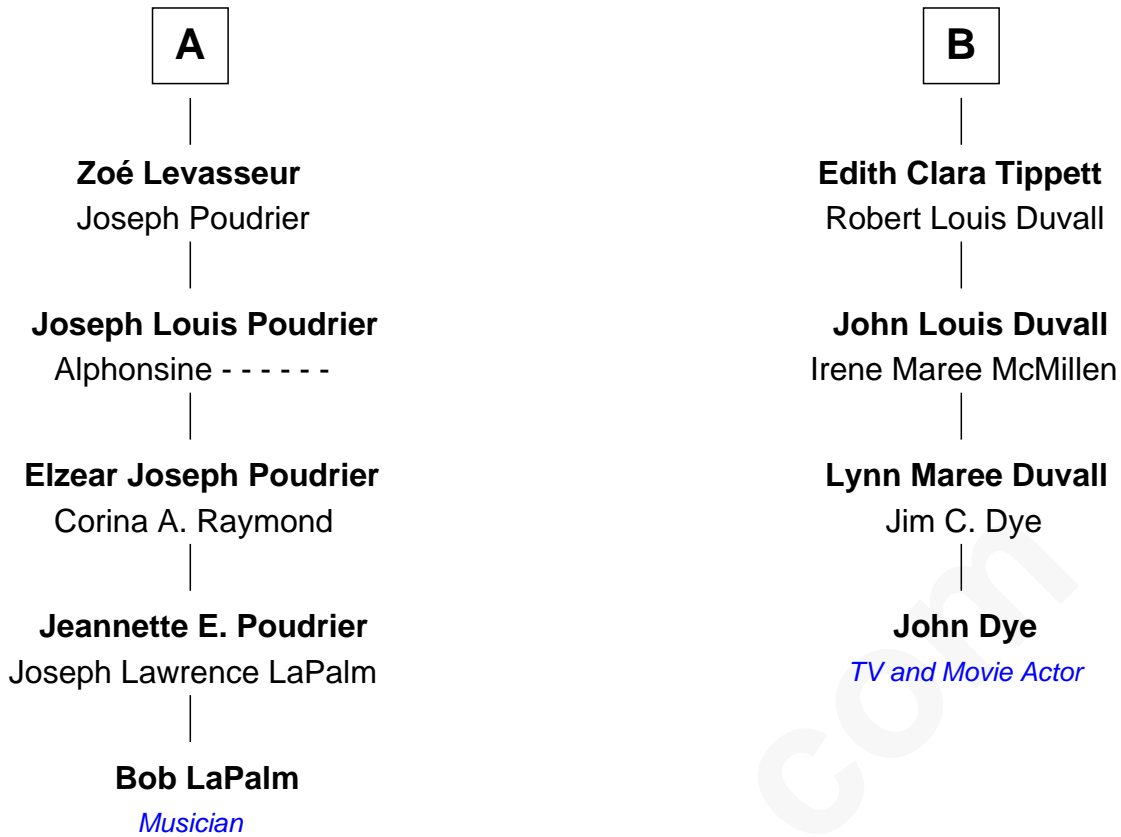 A
Zoé Levasseur
Joseph Poudrier
Joseph Louis Poudrier
Alphonsine - - - - - -
Elzear Joseph Poudrier
Corina A. Raymond
Jeannette E. Poudrier
Joseph Lawrence LaPalm
Bob LaPalm
Musician
B
Edith Clara Tippett
Robert Louis Duvall
John Louis Duvall
Irene Maree McMillen
Lynn Maree Duvall
Jim C. Dye
John Dye
TV and Movie Actor
com